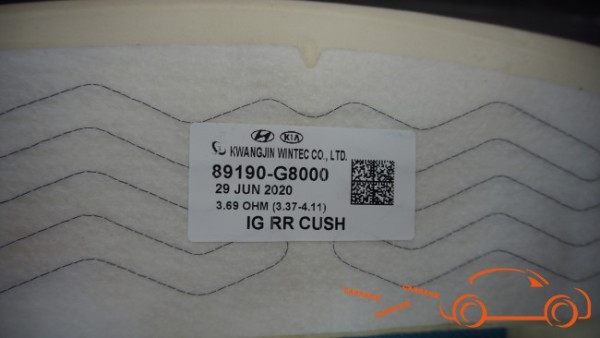 HYUNDAI KIA
KWANGJIN WINTEC CO., LTD.
89190-G8000
29 JUN 2020
3.69 OHM (3.37-4.11)
IG RR CUSH